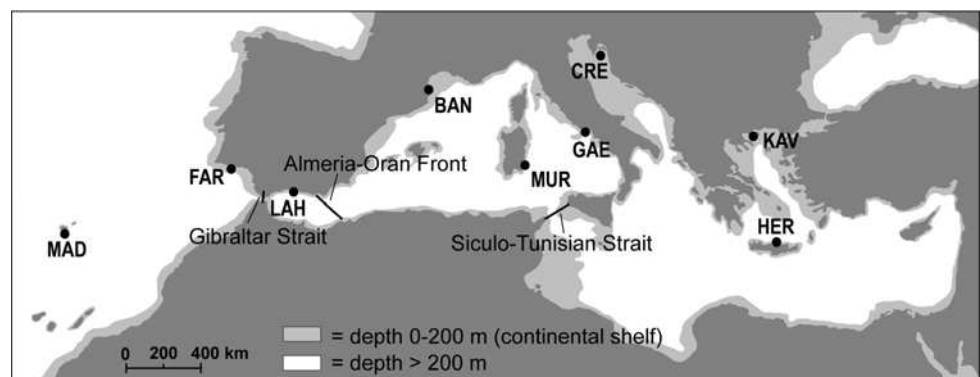 CRE
BAN
KAV
GAE
Almeria-Oran Front
FAR
MUR
LAH
Gibraltar Strait
MAD
Siculo-Tunisian Strait
HER
= depth 0-200 m (continental shelf)
0 200 400 km
= depth > 200 m